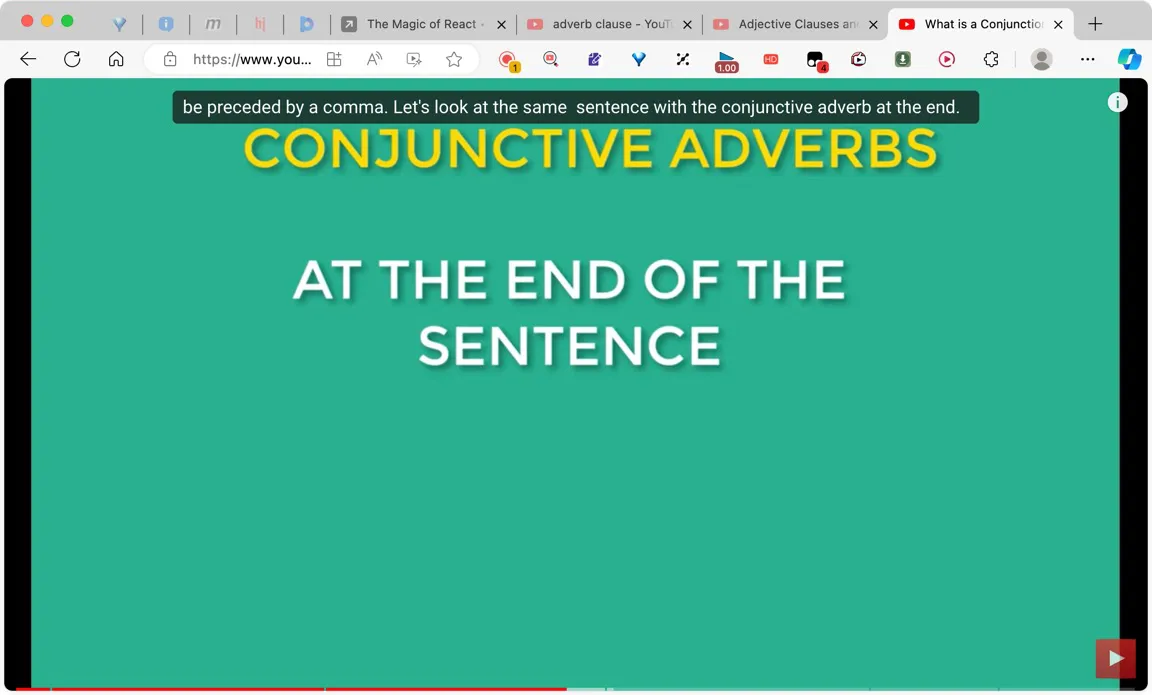 m
hj
The Magic of React -
adverb clause - YouT
Adjective Clauses an
What is a Conjunctio
https://www.you...
A
1
1.00
HD
4
be preceded by a comma. Let's look at the same  sentence with the conjunctive adverb at the end.
i
CONJUNCTIVE ADVERBS
AT THE END OF THE
SENTENCE